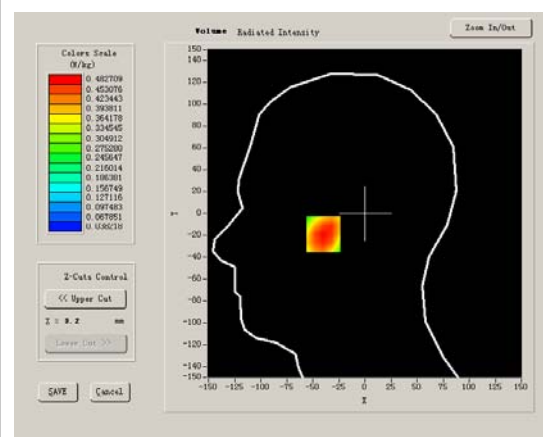 Volume Radiated Intensity
Zoom In/Out
Colors Scale
(W/kg)
0.482709
0.453076
0.423443
0.393811
0.364178
0.334545
0.304912
0.275280
0.245647
0.216014
0.186381
0.156749
0.127116
0.097483
0.067851
0.038218
Z-Cuts Control
<< Upper Cut
Z = 0.2 mm
Lower Cut >>
SAVE
Cancel
150
120
100
80
60
40
20
0
-20
-40
-60
-80
-100
-120
-140
-150
Y
-150 -125 -100 -75 -50 -25 0 25 50 75 100 125 150
X